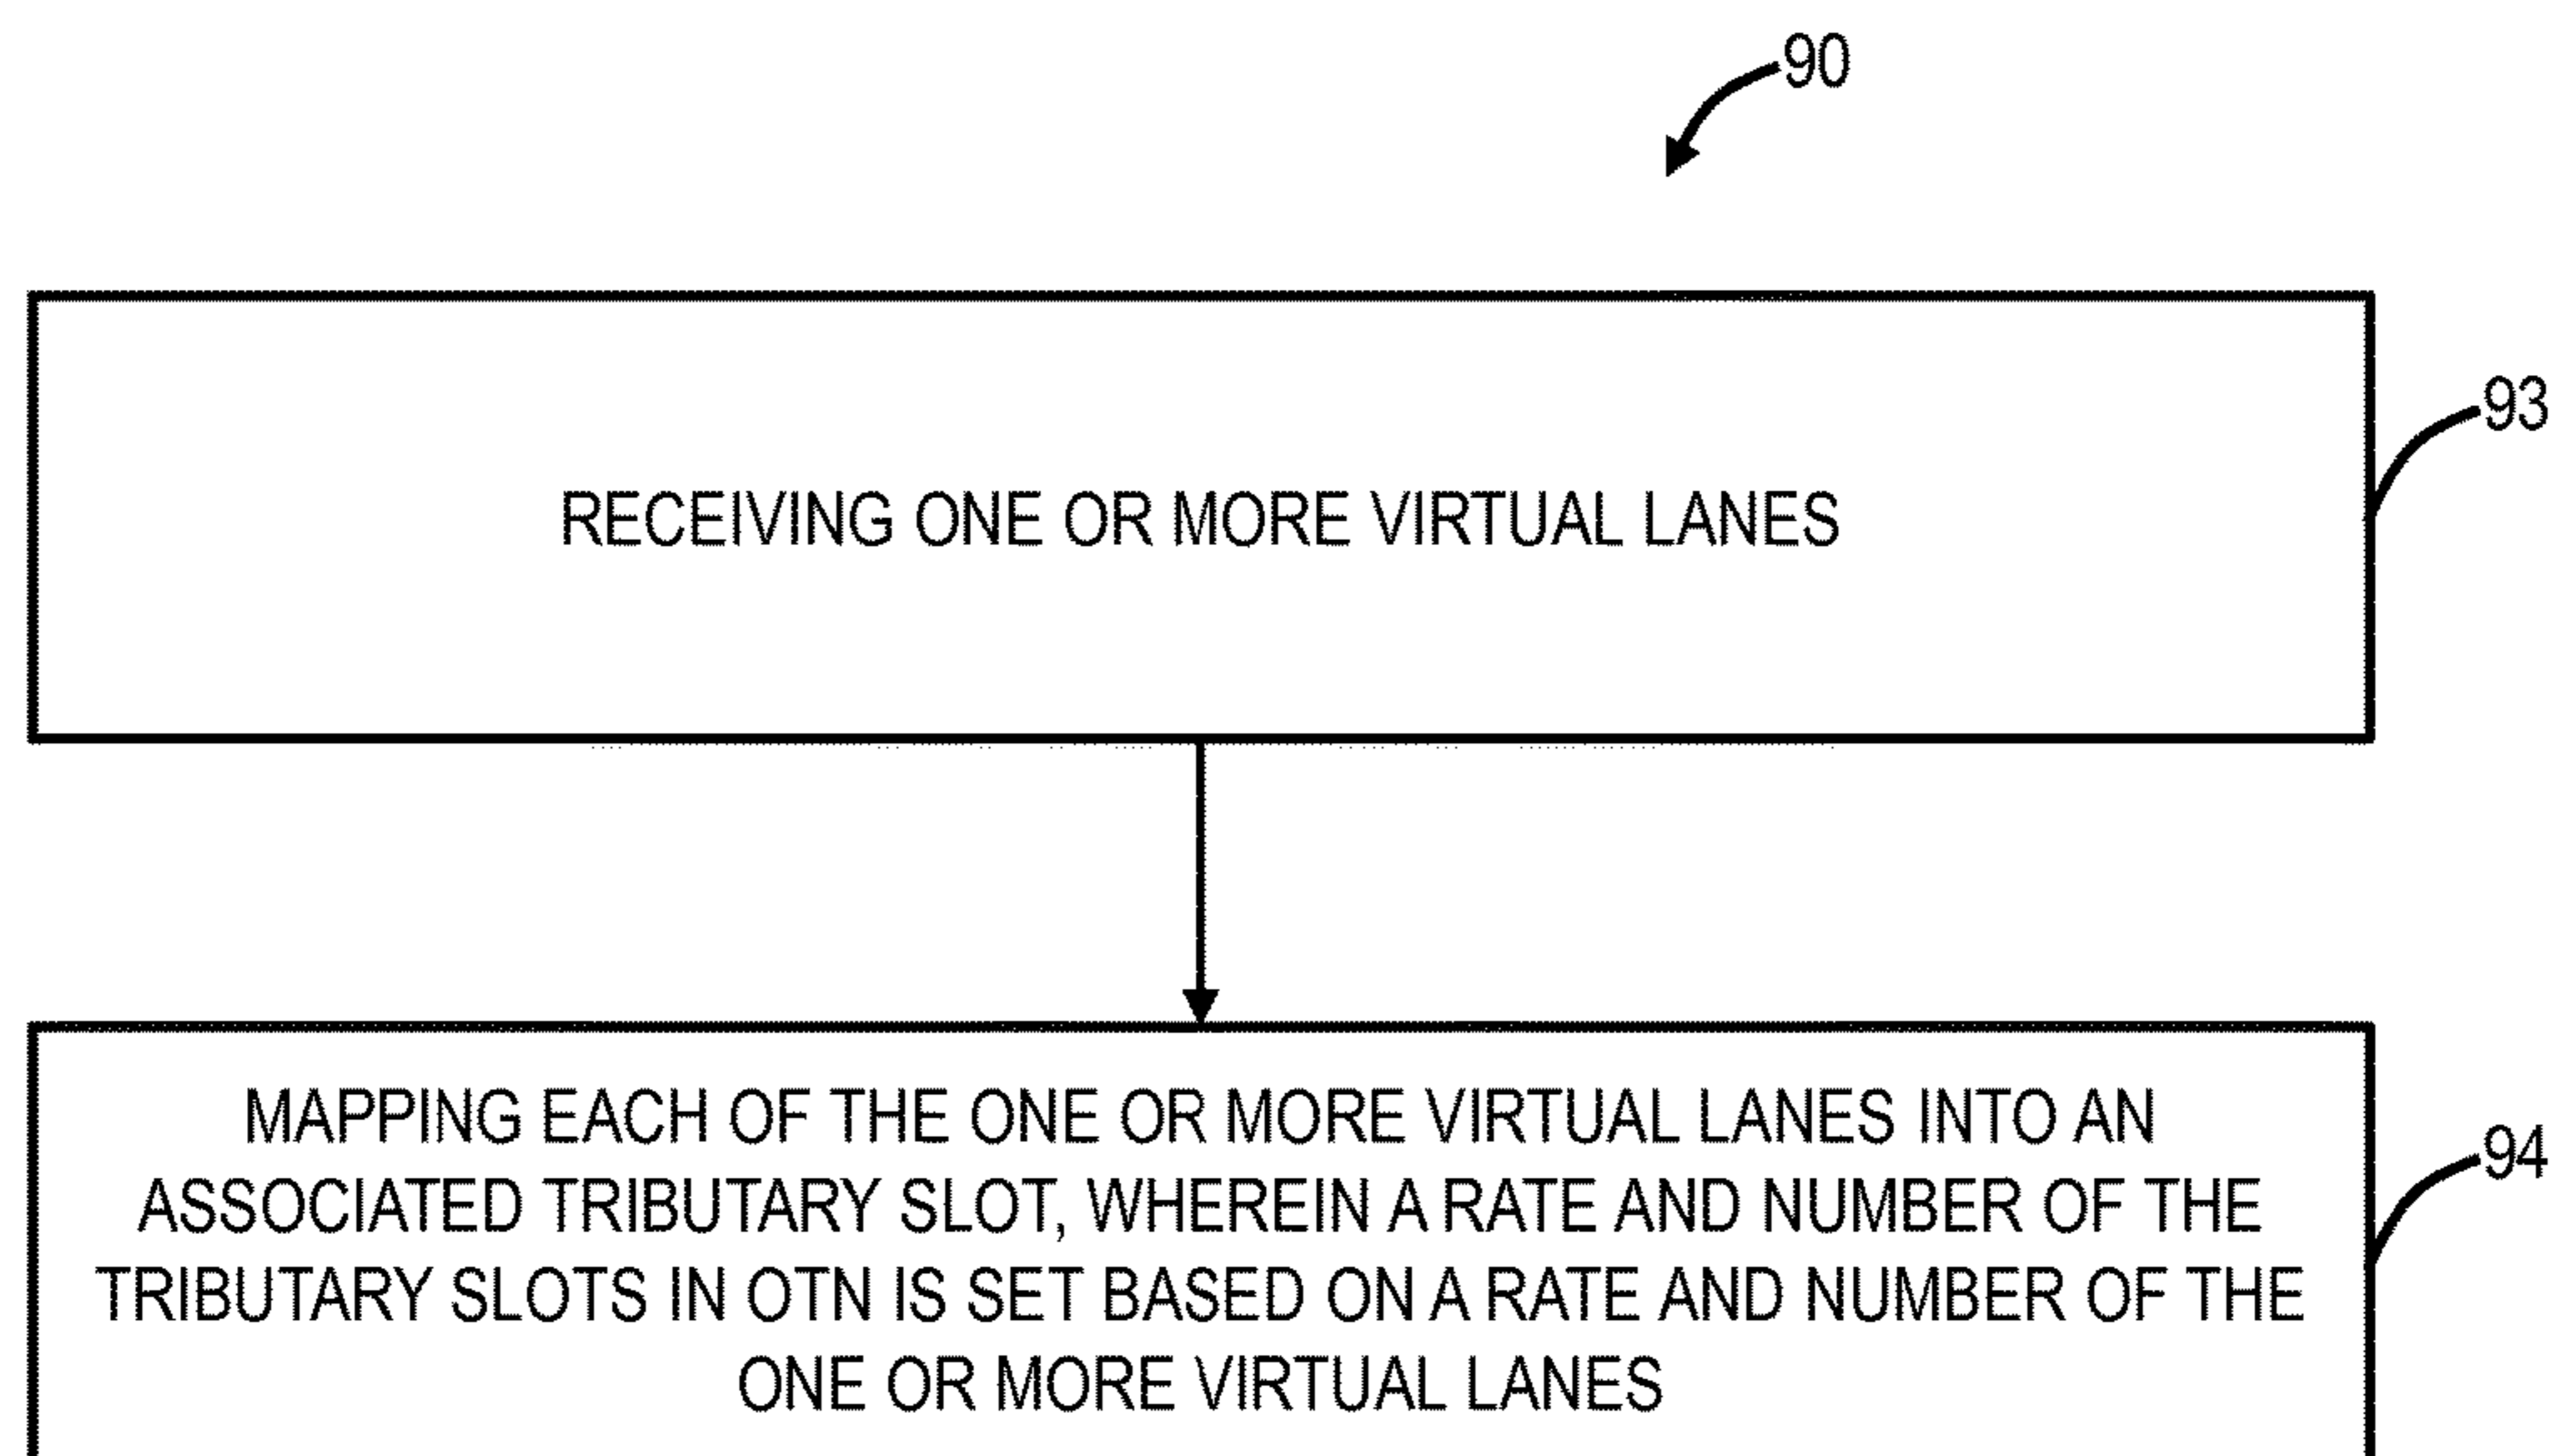 90
93
RECEIVING ONE OR MORE VIRTUAL LANES
94
MAPPING EACH OF THE ONE OR MORE VIRTUAL LANES INTO AN
ASSOCIATED TRIBUTARY SLOT, WHEREIN A RATE AND NUMBER OF THE
TRIBUTARY SLOTS IN OTN IS SET BASED ON A RATE AND NUMBER OF THE
ONE OR MORE VIRTUAL LANES